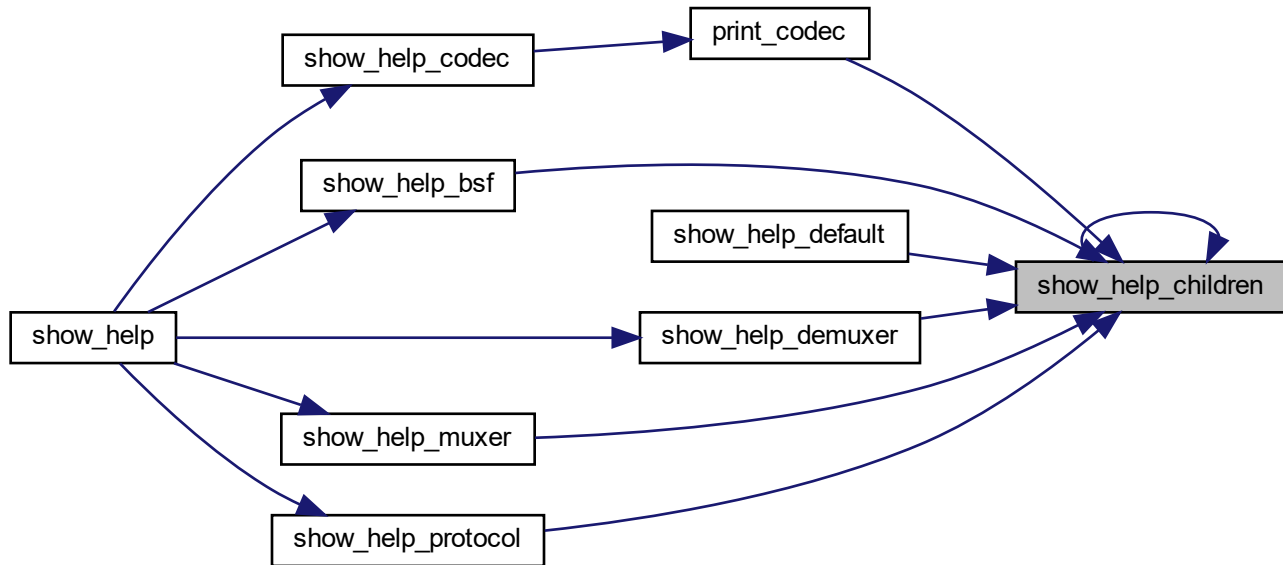 print_codec
show_help_codec
show_help_bsf
show_help_default
show_help_children
show_help
show_help_demuxer
show_help_muxer
show_help_protocol